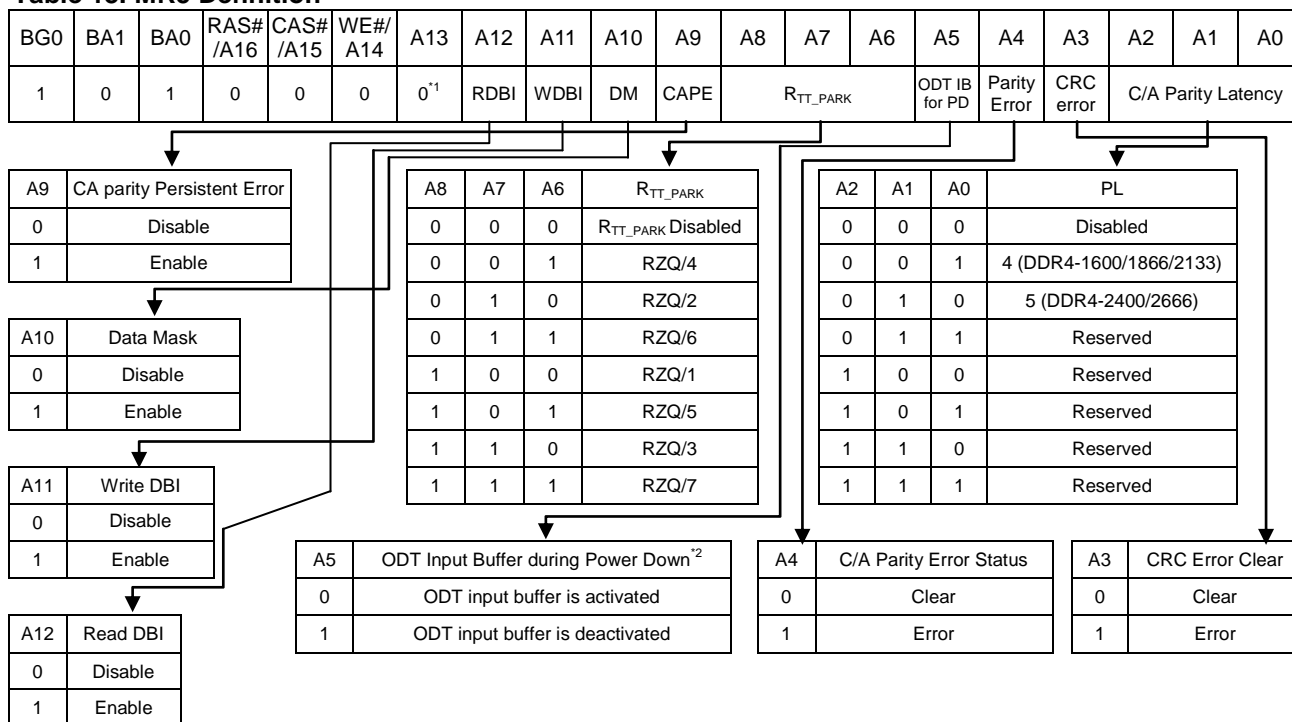 BG0 BA1 BA0 RAS# /A16 CAS# /A15 WE#/ A14 A13 A12 A11 A10 A9 A8 A7 A6 A5 A4 A3 A2 A1 A0
1 0 1 0 0 0 0*1 RDBI WDBI DM CAPE RTT_PARK ODT IB for PD Parity Error CRC error C/A Parity Latency
A9 CA parity Persistent Error
0 Disable
1 Enable
A10 Data Mask
0 Disable
1 Enable
A11 Write DBI
0 Disable
1 Enable
A12 Read DBI
0 Disable
1 Enable
A8 A7 A6 RTT_PARK
0 0 0 RTT_PARK Disabled
0 0 1 RZQ/4
0 1 0 RZQ/2
0 1 1 RZQ/6
1 0 0 RZQ/1
1 0 1 RZQ/5
1 1 0 RZQ/3
1 1 1 RZQ/7
A2 A1 A0 PL
0 0 0 Disabled
0 0 1 4 (DDR4-1600/1866/2133)
0 1 0 5 (DDR4-2400/2666)
0 1 1 Reserved
1 0 0 Reserved
1 0 1 Reserved
1 1 0 Reserved
1 1 1 Reserved
A5 ODT Input Buffer during Power Down*2
0 ODT input buffer is activated
1 ODT input buffer is deactivated
A4 C/A Parity Error Status
0 Clear
1 Error
A3 CRC Error Clear
0 Clear
1 Error